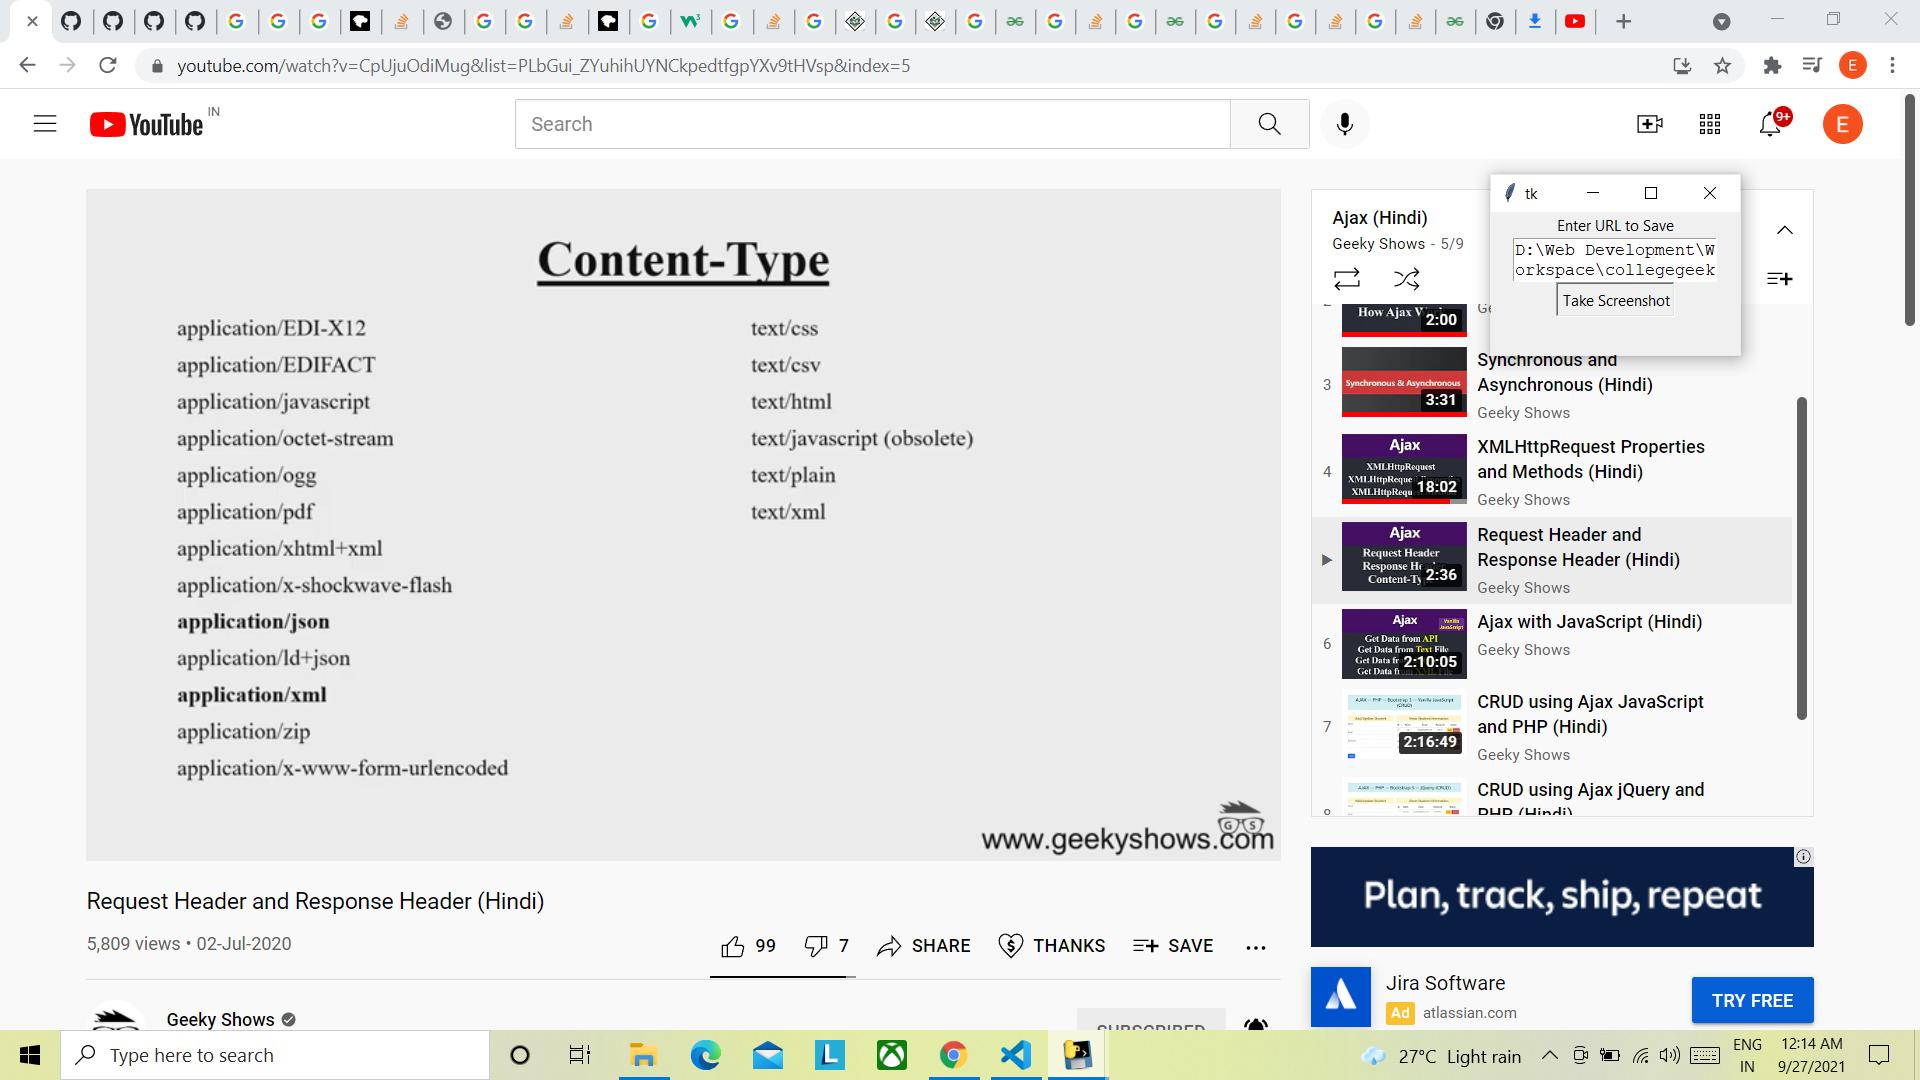 youtube.com/watch?v=CpUjuOdiMug&list=PLbGui_ZYuhihUYNCkpedtfgpYXv9tHVsp&index=5
E
YouTube IN
Search
9+
E
Content-Type
application/EDI-X12
application/EDIFACT
application/javascript
application/octet-stream
application/ogg
application/pdf
application/xhtml+xml
application/x-shockwave-flash
application/json
application/ld+json
application/xml
application/zip
application/x-www-form-urlencoded
text/css
text/csv
text/html
text/javascript (obsolete)
text/plain
text/xml
GS
www.geekyshows.com
Request Header and Response Header (Hindi)
5,809 views • 02-Jul-2020
99
7
SHARE
THANKS
SAVE
Geeky Shows
SUBSCRIBED
tk
Enter URL to Save
D:\Web Development\W
orkspace\collegegeek
Take Screenshot
Ajax (Hindi)
Geeky Shows - 5/9
How Ajax
2:00
3
Synchronous & Asynchronous
3:31
Synchronous and
Asynchronous (Hindi)
Geeky Shows
4
Ajax
XMLHttpRequest
18:02
XMLHttpRequest Properties
and Methods (Hindi)
Geeky Shows
Ajax
Request Header
Response
Content-
2:36
Request Header and
Response Header (Hindi)
Geeky Shows
6
Ajax
Vanilla
JavaScript
Get Data from API
Get Data from Text File
Get Data
2:10:05
Get Data
Ajax with JavaScript (Hindi)
Geeky Shows
7
2:16:49
CRUD using Ajax JavaScript
and PHP (Hindi)
Geeky Shows
8
CRUD using Ajax jQuery and
PHP (Hindi)
Plan, track, ship, repeat
Jira Software
Ad atlassian.com
TRY FREE
Type here to search
27°C Light rain
ENG
IN
12:14 AM
9/27/2021